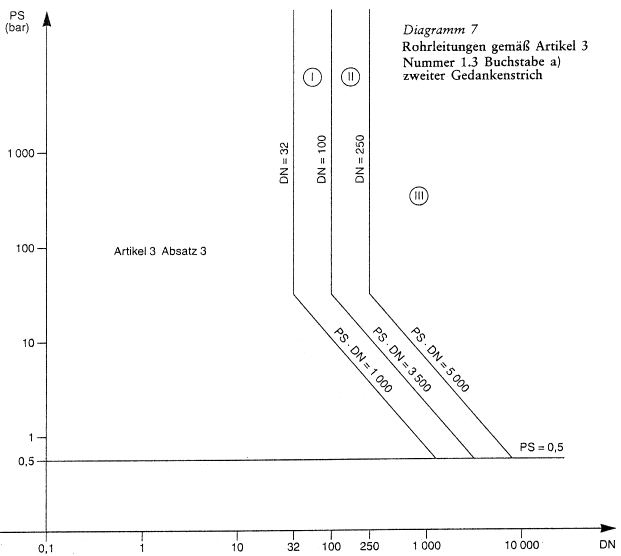 PS
(bar)
Diagramm 7
Rohrleitungen gemäß Artikel 3
Nummer 1.3 Buchstabe a)
zweiter Gedankenstrich
I
II
III
DN = 32
DN = 100
DN = 250
1 000
100
10
1
0,5
Artikel 3 Absatz 3
PS · DN = 1 000
PS · DN = 3 500
PS · DN = 5 000
PS = 0,5
0,1
1
10
32
100
250
1 000
10 000
DN